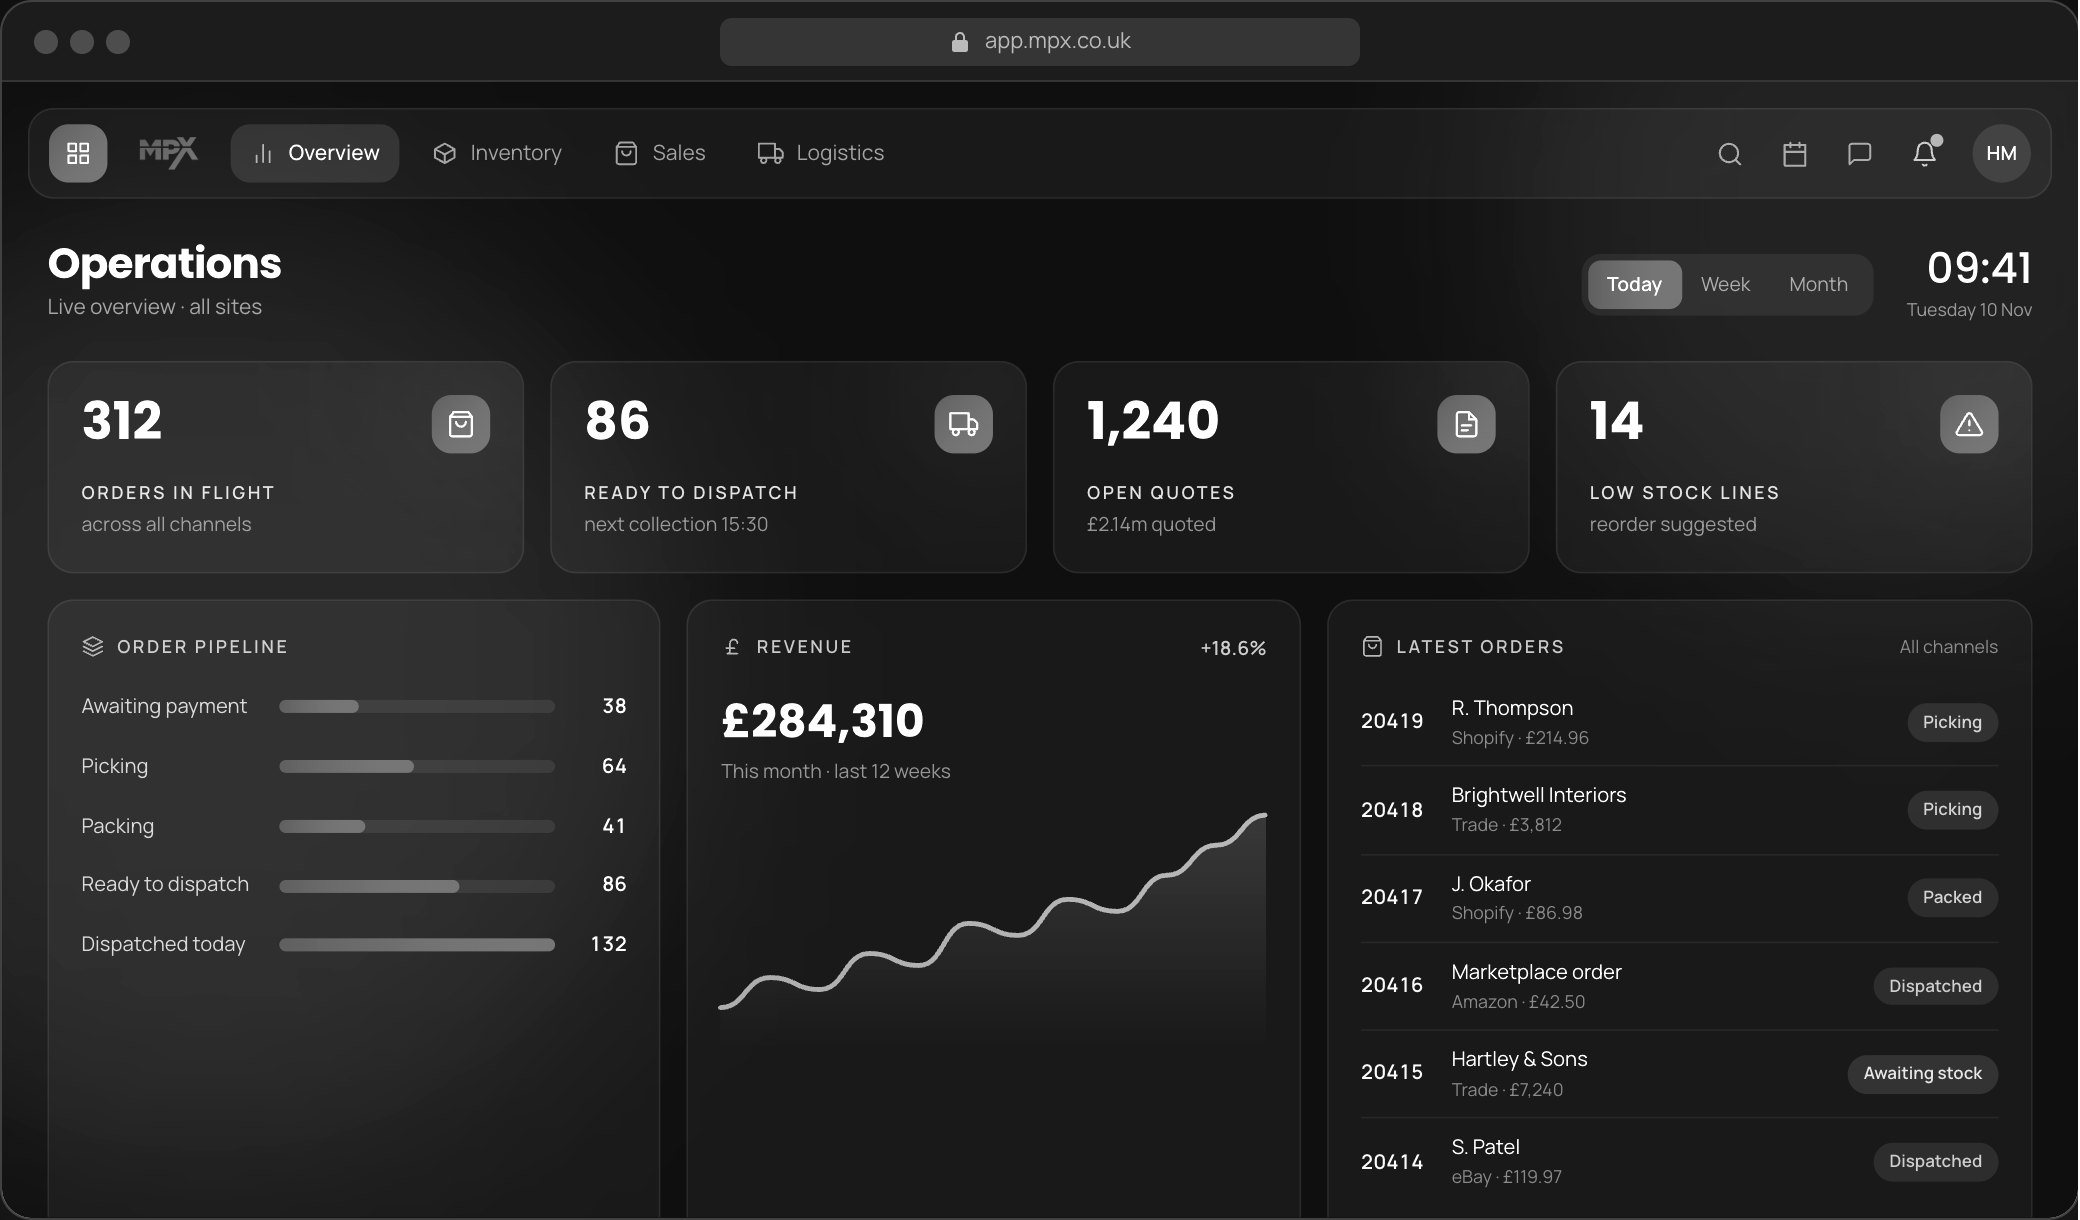 app.mpx.co.uk
MPX
Overview
Inventory
Sales
Logistics
HM
Operations
Live overview · all sites
Today
Week
Month
09:41
Tuesday 10 Nov
312
ORDERS IN FLIGHT
across all channels
86
READY TO DISPATCH
next collection 15:30
1,240
OPEN QUOTES
£2.14m quoted
14
LOW STOCK LINES
reorder suggested
ORDER PIPELINE
Awaiting payment 38
Picking 64
Packing 41
Ready to dispatch 86
Dispatched today 132
£ REVENUE +18.6%
£284,310
This month · last 12 weeks
LATEST ORDERS All channels
20419 R. Thompson Picking
Shopify · £214.96
20418 Brightwell Interiors Picking
Trade · £3,812
20417 J. Okafor Packed
Shopify · £86.98
20416 Marketplace order Dispatched
Amazon · £42.50
20415 Hartley & Sons Awaiting stock
Trade · £7,240
20414 S. Patel Dispatched
eBay · £119.97